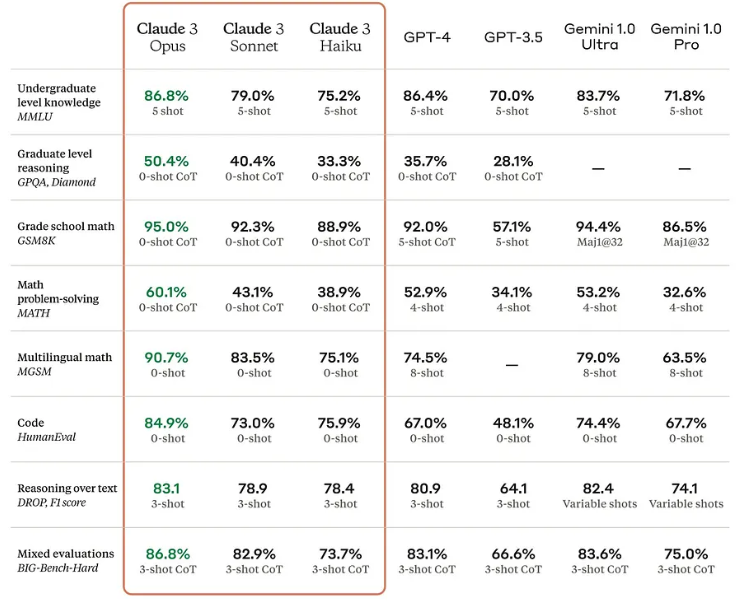 Claude 3 Opus
Claude 3 Sonnet
Claude 3 Haiku
GPT-4
GPT-3.5
Gemini 1.0 Ultra
Gemini 1.0 Pro
Undergraduate level knowledge
MMLU
86.8% 79.0% 75.2% 86.4% 70.0% 83.7% 71.8%
5 shot 5-shot 5-shot 5-shot 5-shot 5-shot 5-shot
Graduate level reasoning
GPQA, Diamond
50.4% 40.4% 33.3% 35.7% 28.1% — —
0-shot CoT 0-shot CoT 0-shot CoT 0-shot CoT 0-shot CoT
Grade school math
GSM8K
95.0% 92.3% 88.9% 92.0% 57.1% 94.4% 86.5%
0-shot CoT 0-shot CoT 0-shot CoT 5-shot CoT 5-shot Maj1@32 Maj1@32
Math problem-solving
MATH
60.1% 43.1% 38.9% 52.9% 34.1% 53.2% 32.6%
0-shot CoT 0-shot CoT 0-shot CoT 4-shot 4-shot 4-shot 4-shot
Multilingual math
MGSM
90.7% 83.5% 75.1% 74.5% — 79.0% 63.5%
0-shot 0-shot 0-shot 8-shot 8-shot 8-shot
Code
HumanEval
84.9% 73.0% 75.9% 67.0% 48.1% 74.4% 67.7%
0-shot 0-shot 0-shot 0-shot 0-shot 0-shot 0-shot
Reasoning over text
DROP, F1 score
83.1 78.9 78.4 80.9 64.1 82.4 74.1
3-shot 3-shot 3-shot 3-shot 3-shot Variable shots Variable shots
Mixed evaluations
BIG-Bench-Hard
86.8% 82.9% 73.7% 83.1% 66.6% 83.6% 75.0%
3-shot CoT 3-shot CoT 3-shot CoT 3-shot CoT 3-shot CoT 3-shot CoT 3-shot CoT